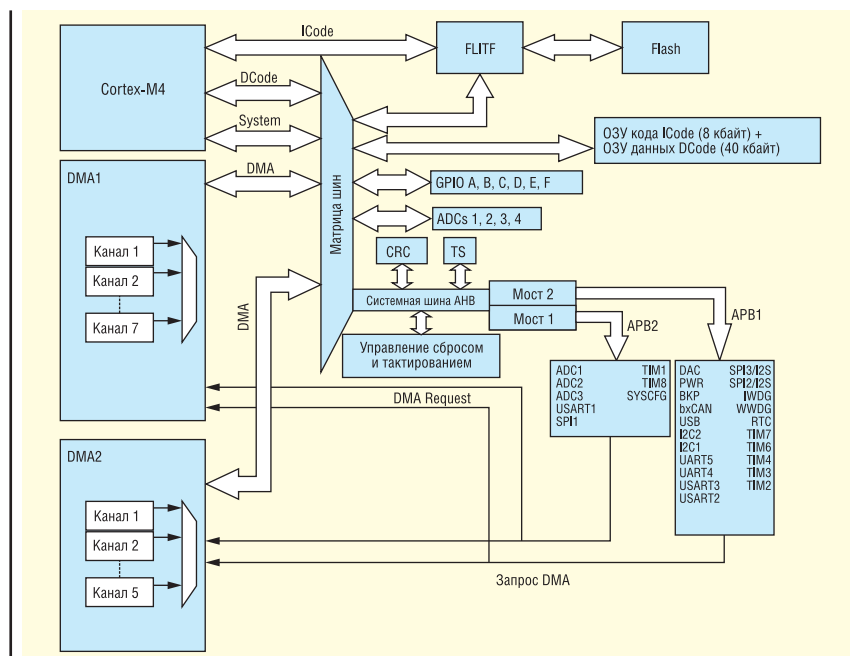 ICode
Cortex-M4
FLITF
Flash
DCode
System
ОЗУ кода ICode (8 кбайт) +
ОЗУ данных DCode (40 кбайт)
DMA1
DMA
GPIO A, B, C, D, E, F
Матрица шин
ADCs 1, 2, 3, 4
Канал 1
Канал 2
Канал 7
CRC
TS
Системная шина AHB
Мост 2
Мост 1
APB2
APB1
DMA
Управление сбросом
и тактированием
ADC1 TIM1
ADC2 TIM8
ADC3 SYSCFG
USART1
SPI1
DAC SPI3/I2S
PWR SPI2/I2S
BKP IWDG
bxCAN WWDG
USB RTC
I2C2 TIM7
I2C1 TIM6
UART5 TIM4
UART4 TIM3
USART3 TIM2
USART2
DMA Request
DMA2
Канал 1
Канал 2
Канал 5
Запрос DMA